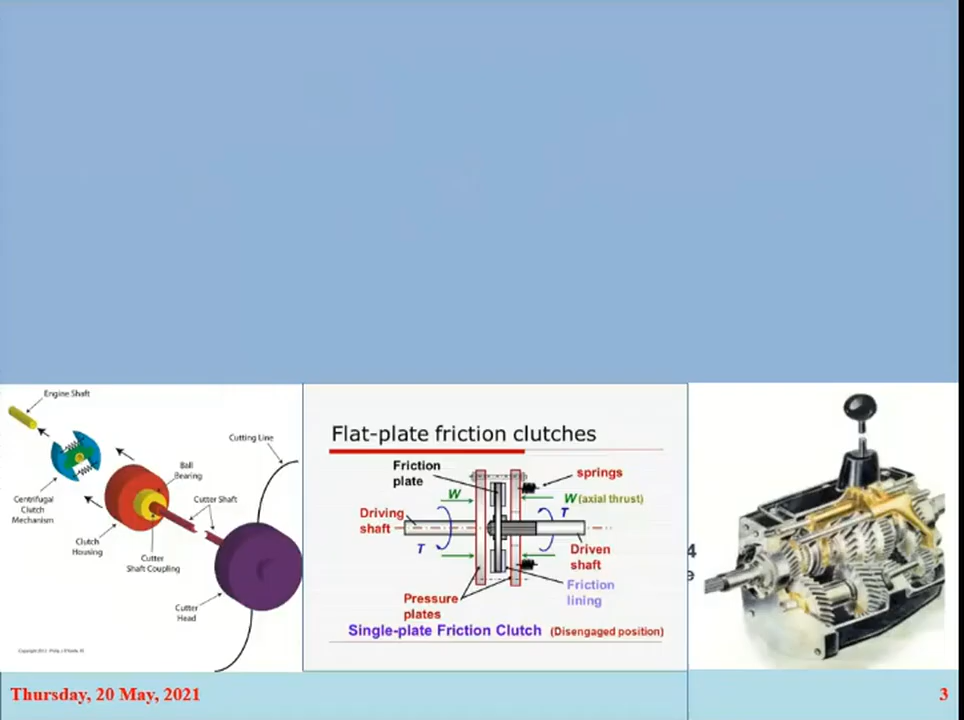 Engine Shaft
Cutting Line
Ball
Bearing
Cutter Shaft
Centrifugal
Clutch
Mechanism
Clutch
Housing
Cutter
Shaft Coupling
Cutter
Head
Flat-plate friction clutches
Friction
plate
springs
W
W (axial thrust)
Driving
shaft
T
T
Driven
shaft
Friction
lining
Pressure
plates
Single-plate Friction Clutch (Disengaged position)
4
e
Thursday, 20 May, 2021
3